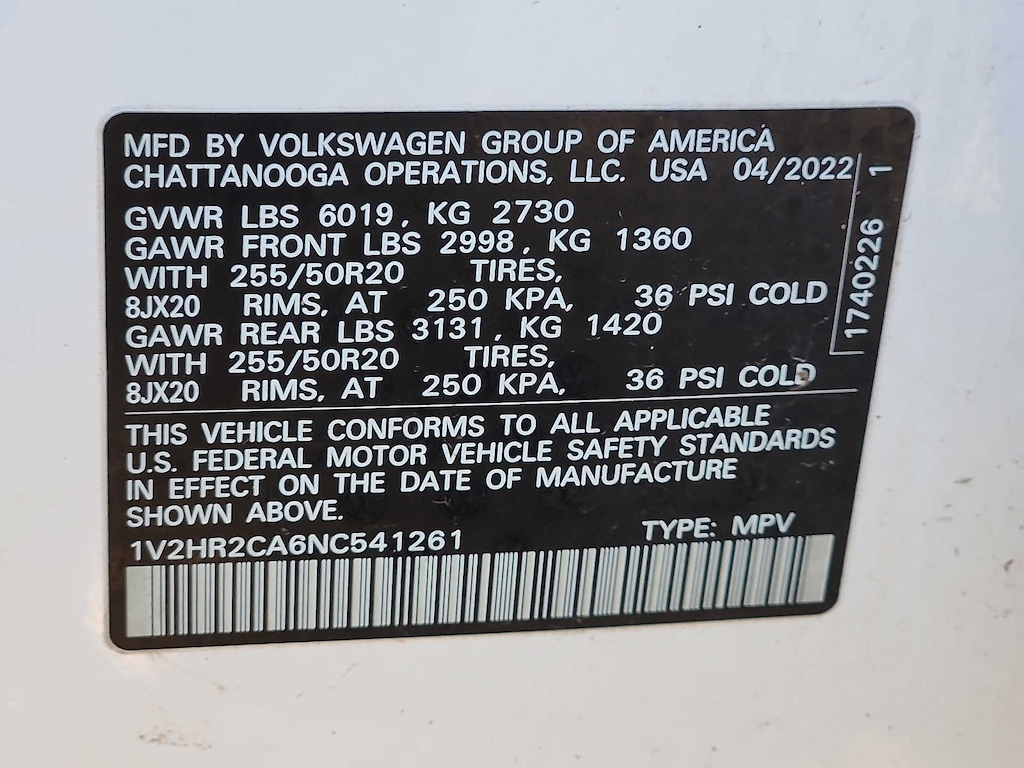 MFD BY VOLKSWAGEN GROUP OF AMERICA
CHATTANOOGA OPERATIONS, LLC. USA 04/2022
GVWR LBS 6019, KG 2730
GAWR FRONT LBS 2998, KG 1360
WITH 255/50R20 TIRES,
8JX20 RIMS, AT 250 KPA, 36 PSI COLD
GAWR REAR LBS 3131, KG 1420
WITH 255/50R20 TIRES,
8JX20 RIMS, AT 250 KPA, 36 PSI COLD
THIS VEHICLE CONFORMS TO ALL APPLICABLE
U.S. FEDERAL MOTOR VEHICLE SAFETY STANDARDS
IN EFFECT ON THE DATE OF MANUFACTURE
SHOWN ABOVE.
1V2HR2CA6NC541261 TYPE: MPV
1740226 1